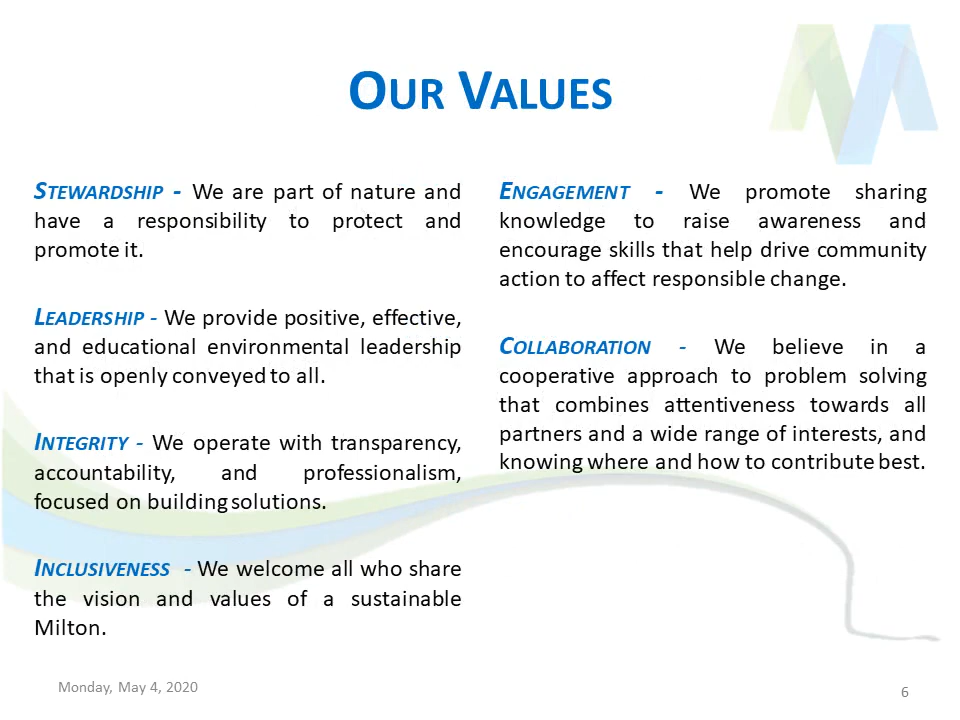 OUR VALUES
STEWARDSHIP - We are part of nature and
have a responsibility to protect and
promote it.
LEADERSHIP - We provide positive, effective,
and educational environmental leadership
that is openly conveyed to all.
INTEGRITY - We operate with transparency,
accountability, and professionalism,
focused on building solutions.
INCLUSIVENESS - We welcome all who share
the vision and values of a sustainable
Milton.
ENGAGEMENT - We promote sharing
knowledge to raise awareness and
encourage skills that help drive community
action to affect responsible change.
COLLABORATION - We believe in a
cooperative approach to problem solving
that combines attentiveness towards all
partners and a wide range of interests, and
knowing where and how to contribute best.
Monday, May 4, 2020
6